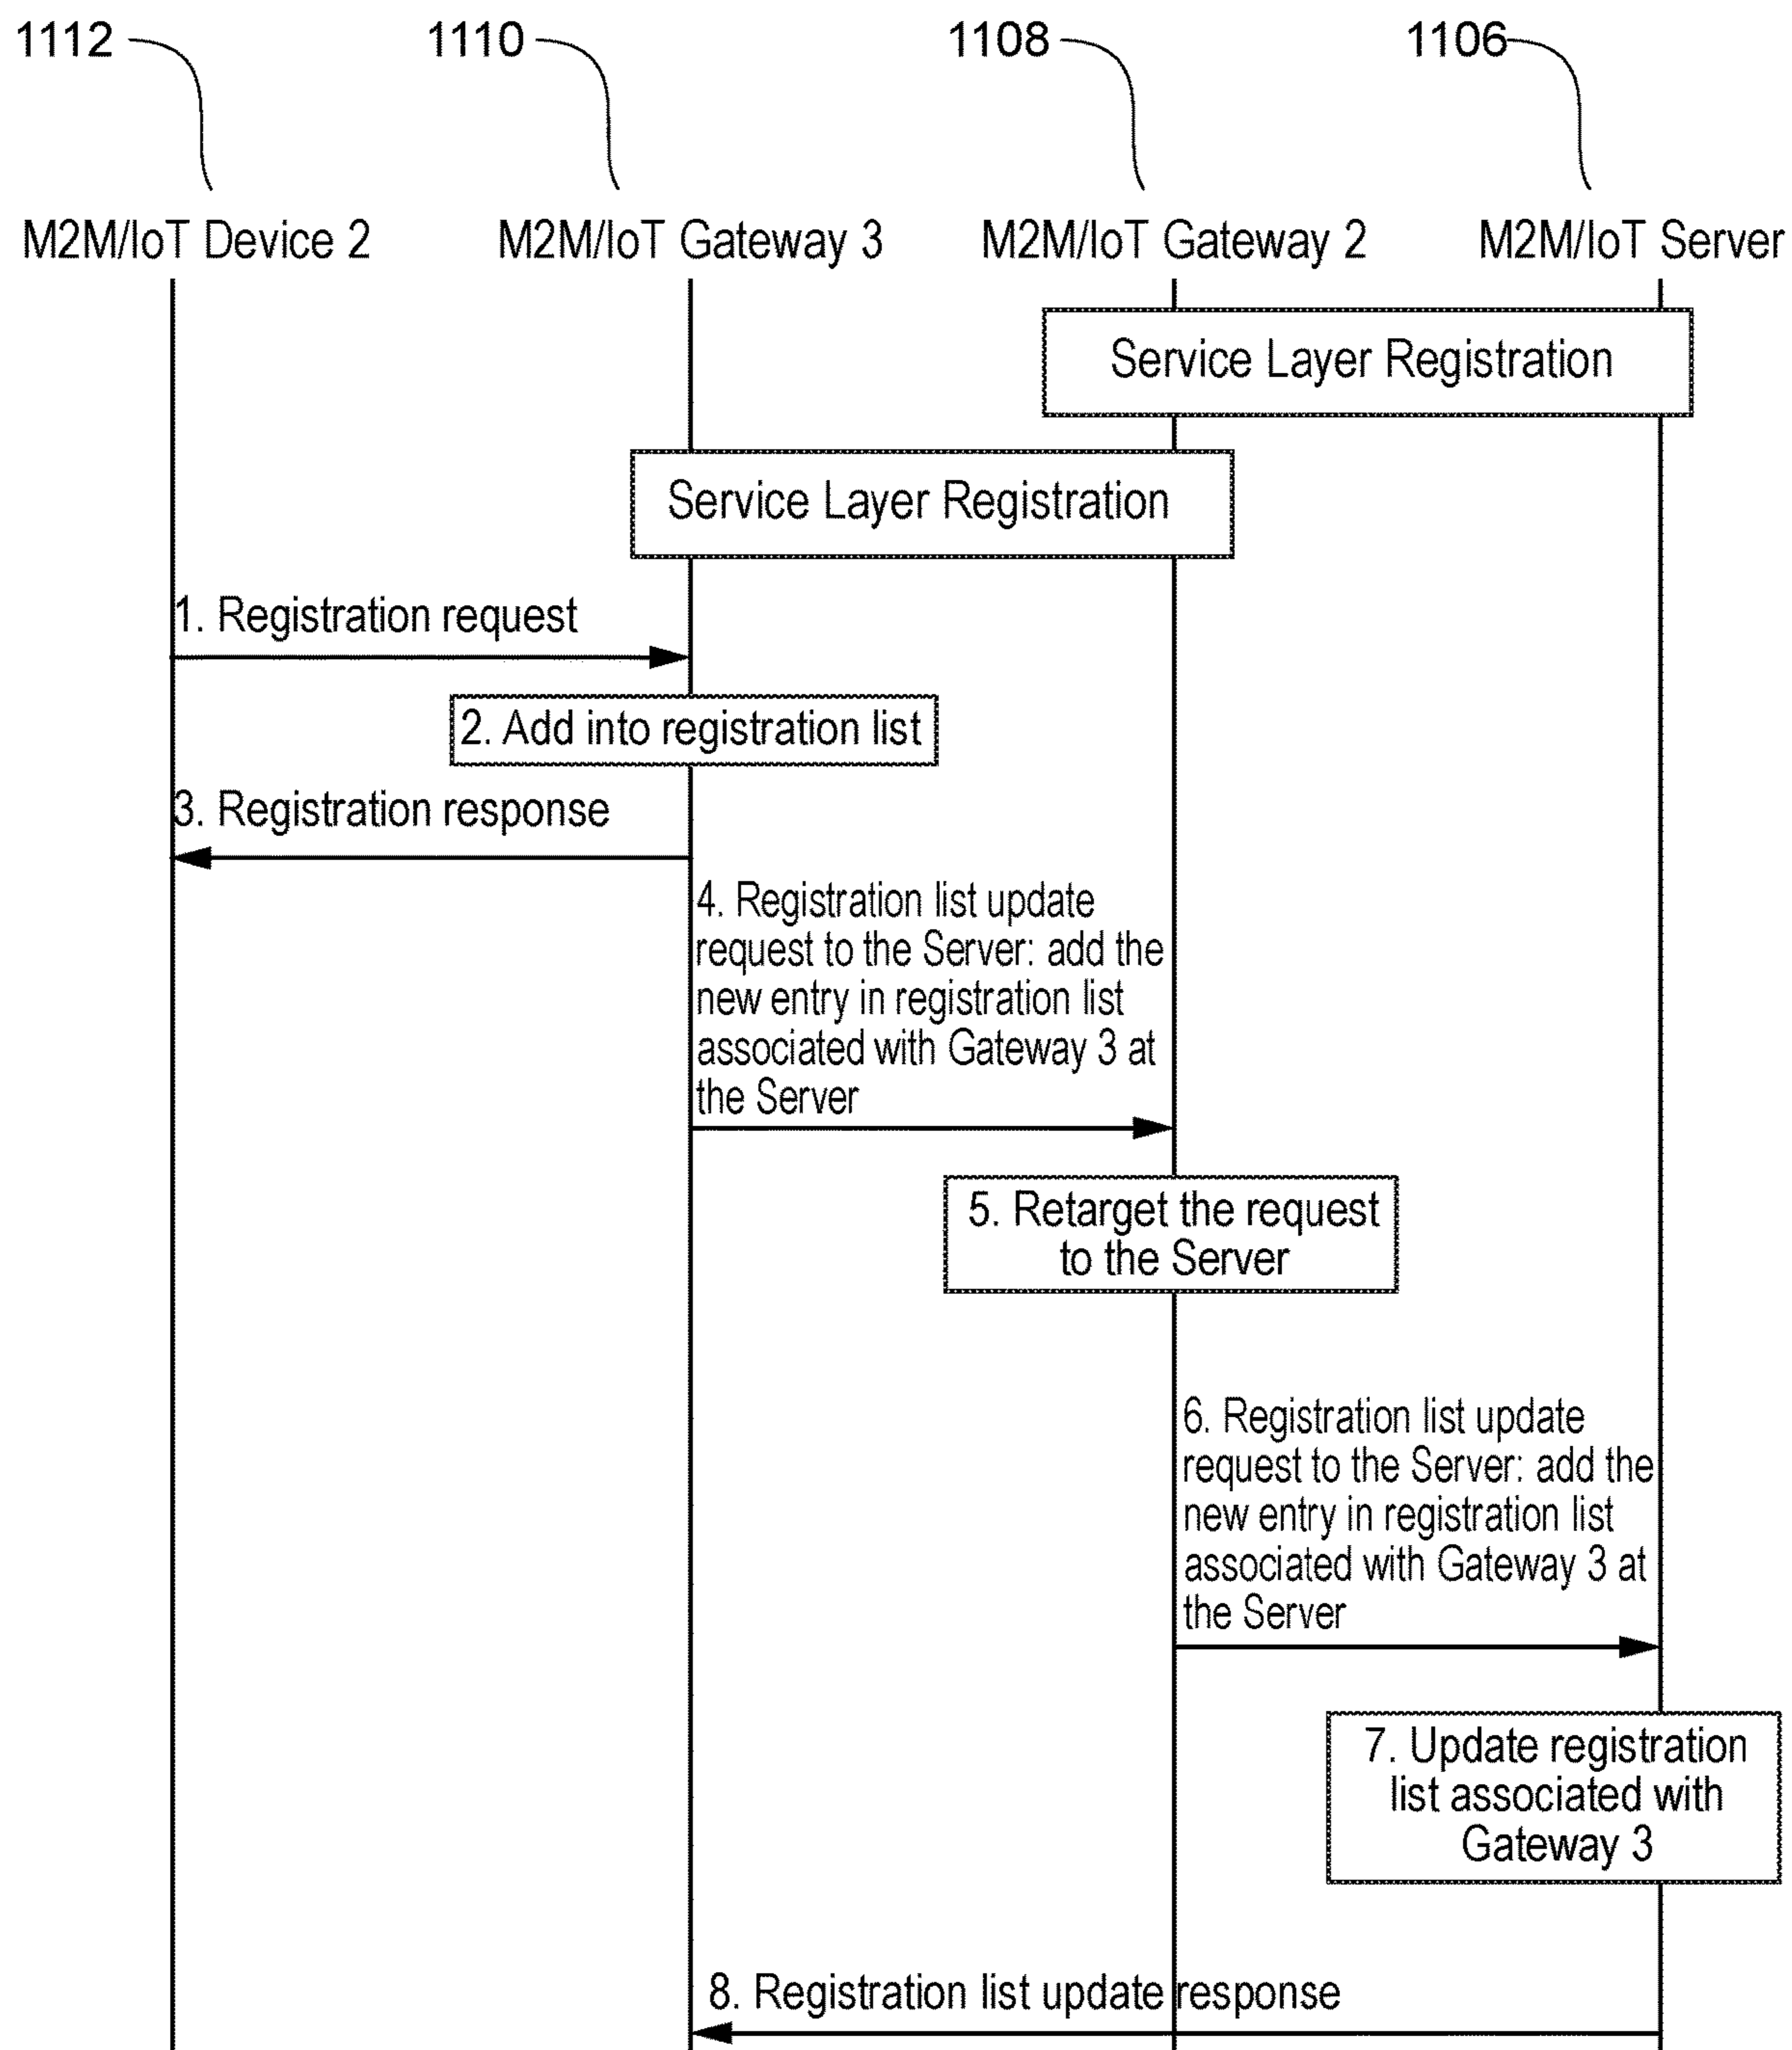 1112
1110
1108
1106
M2M/IoT Device 2
M2M/IoT Gateway 3
M2M/IoT Gateway 2
M2M/IoT Server
Service Layer Registration
Service Layer Registration
1. Registration request
2. Add into registration list
3. Registration response
4. Registration list update
request to the Server: add the
new entry in registration list
associated with Gateway 3 at
the Server
5. Retarget the request
to the Server
6. Registration list update
request to the Server: add the
new entry in registration list
associated with Gateway 3 at
the Server
7. Update registration
list associated with
Gateway 3
8. Registration list update response